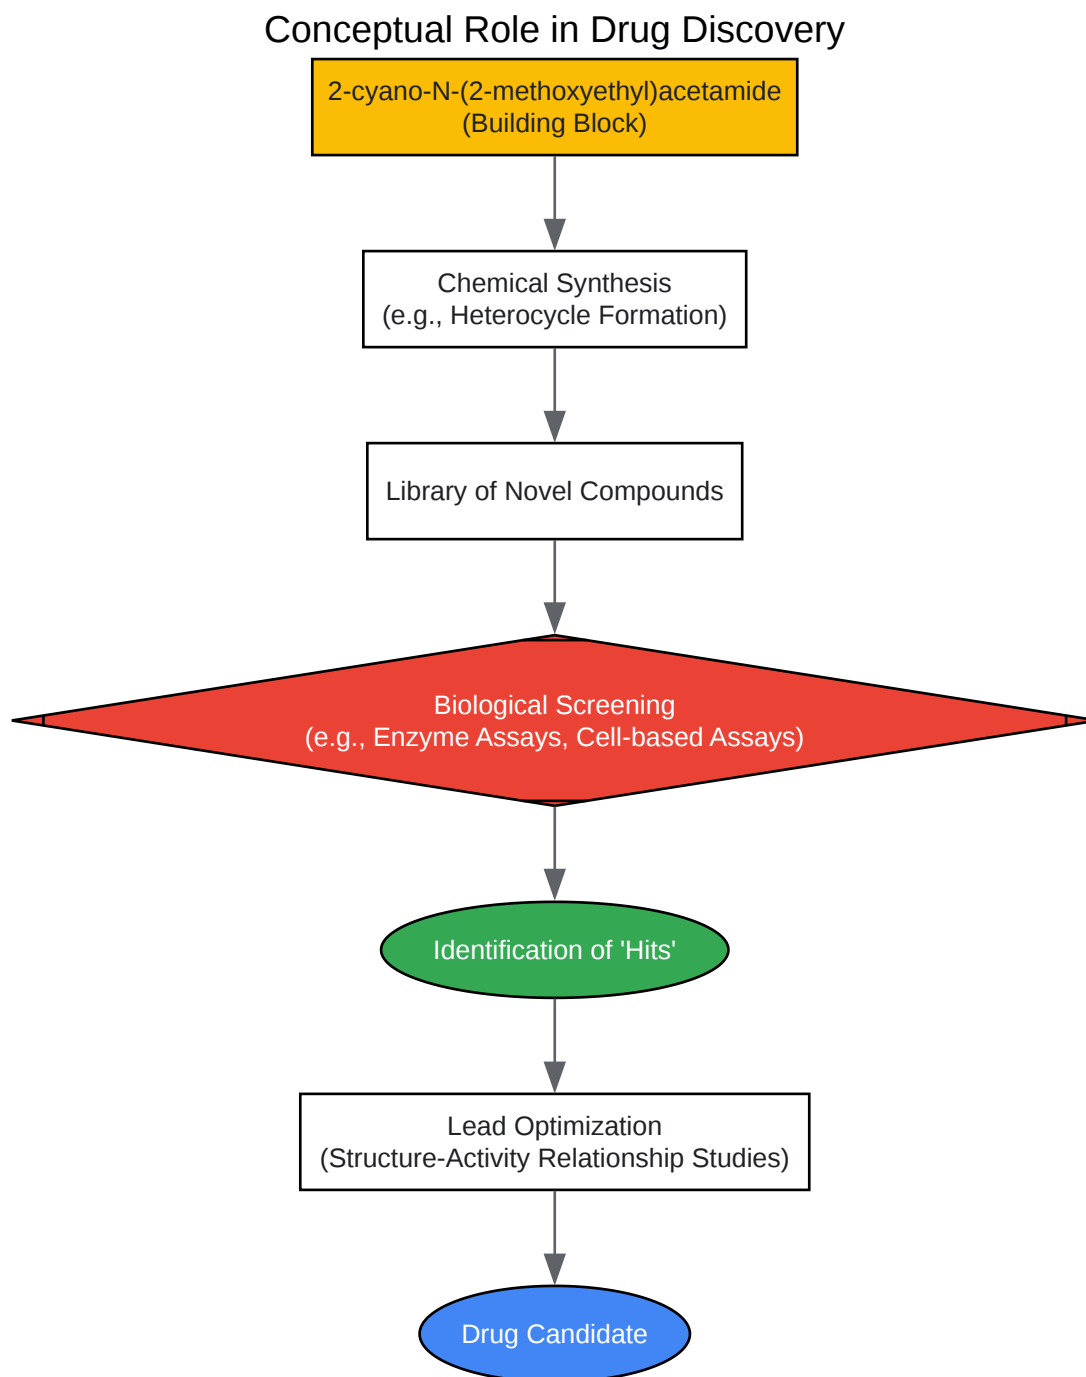 Conceptual Role in Drug Discovery
2-cyano-N-(2-methoxyethyl)acetamide
(Building Block)
Chemical Synthesis
(e.g., Heterocycle Formation)
Library of Novel Compounds
Biological Screening
(e.g., Enzyme Assays, Cell-based Assays)
Identification of 'Hits'
Lead Optimization
(Structure-Activity Relationship Studies)
Drug Candidate